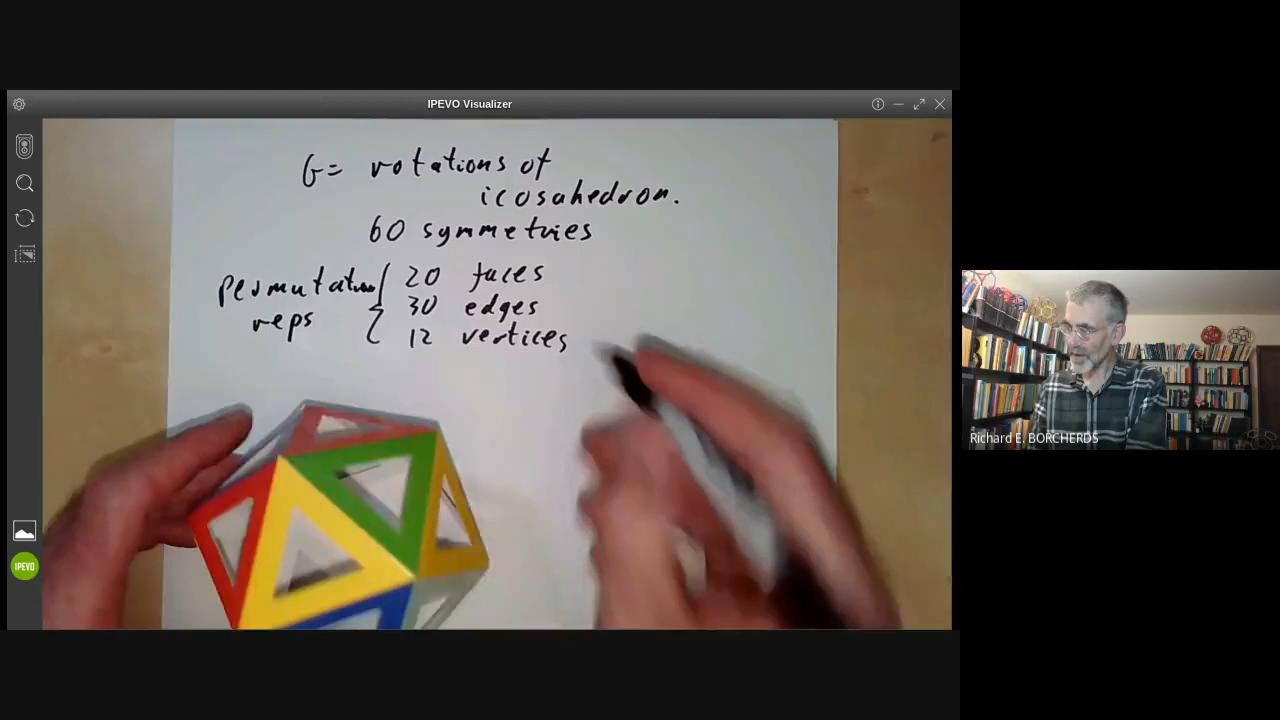 IPEVO Visualizer
G = rotations of
icosahedron.
60 symmetries
permutation
reps
20 faces
30 edges
12 vertices
IPEVO
Richard E. BORCHERDS